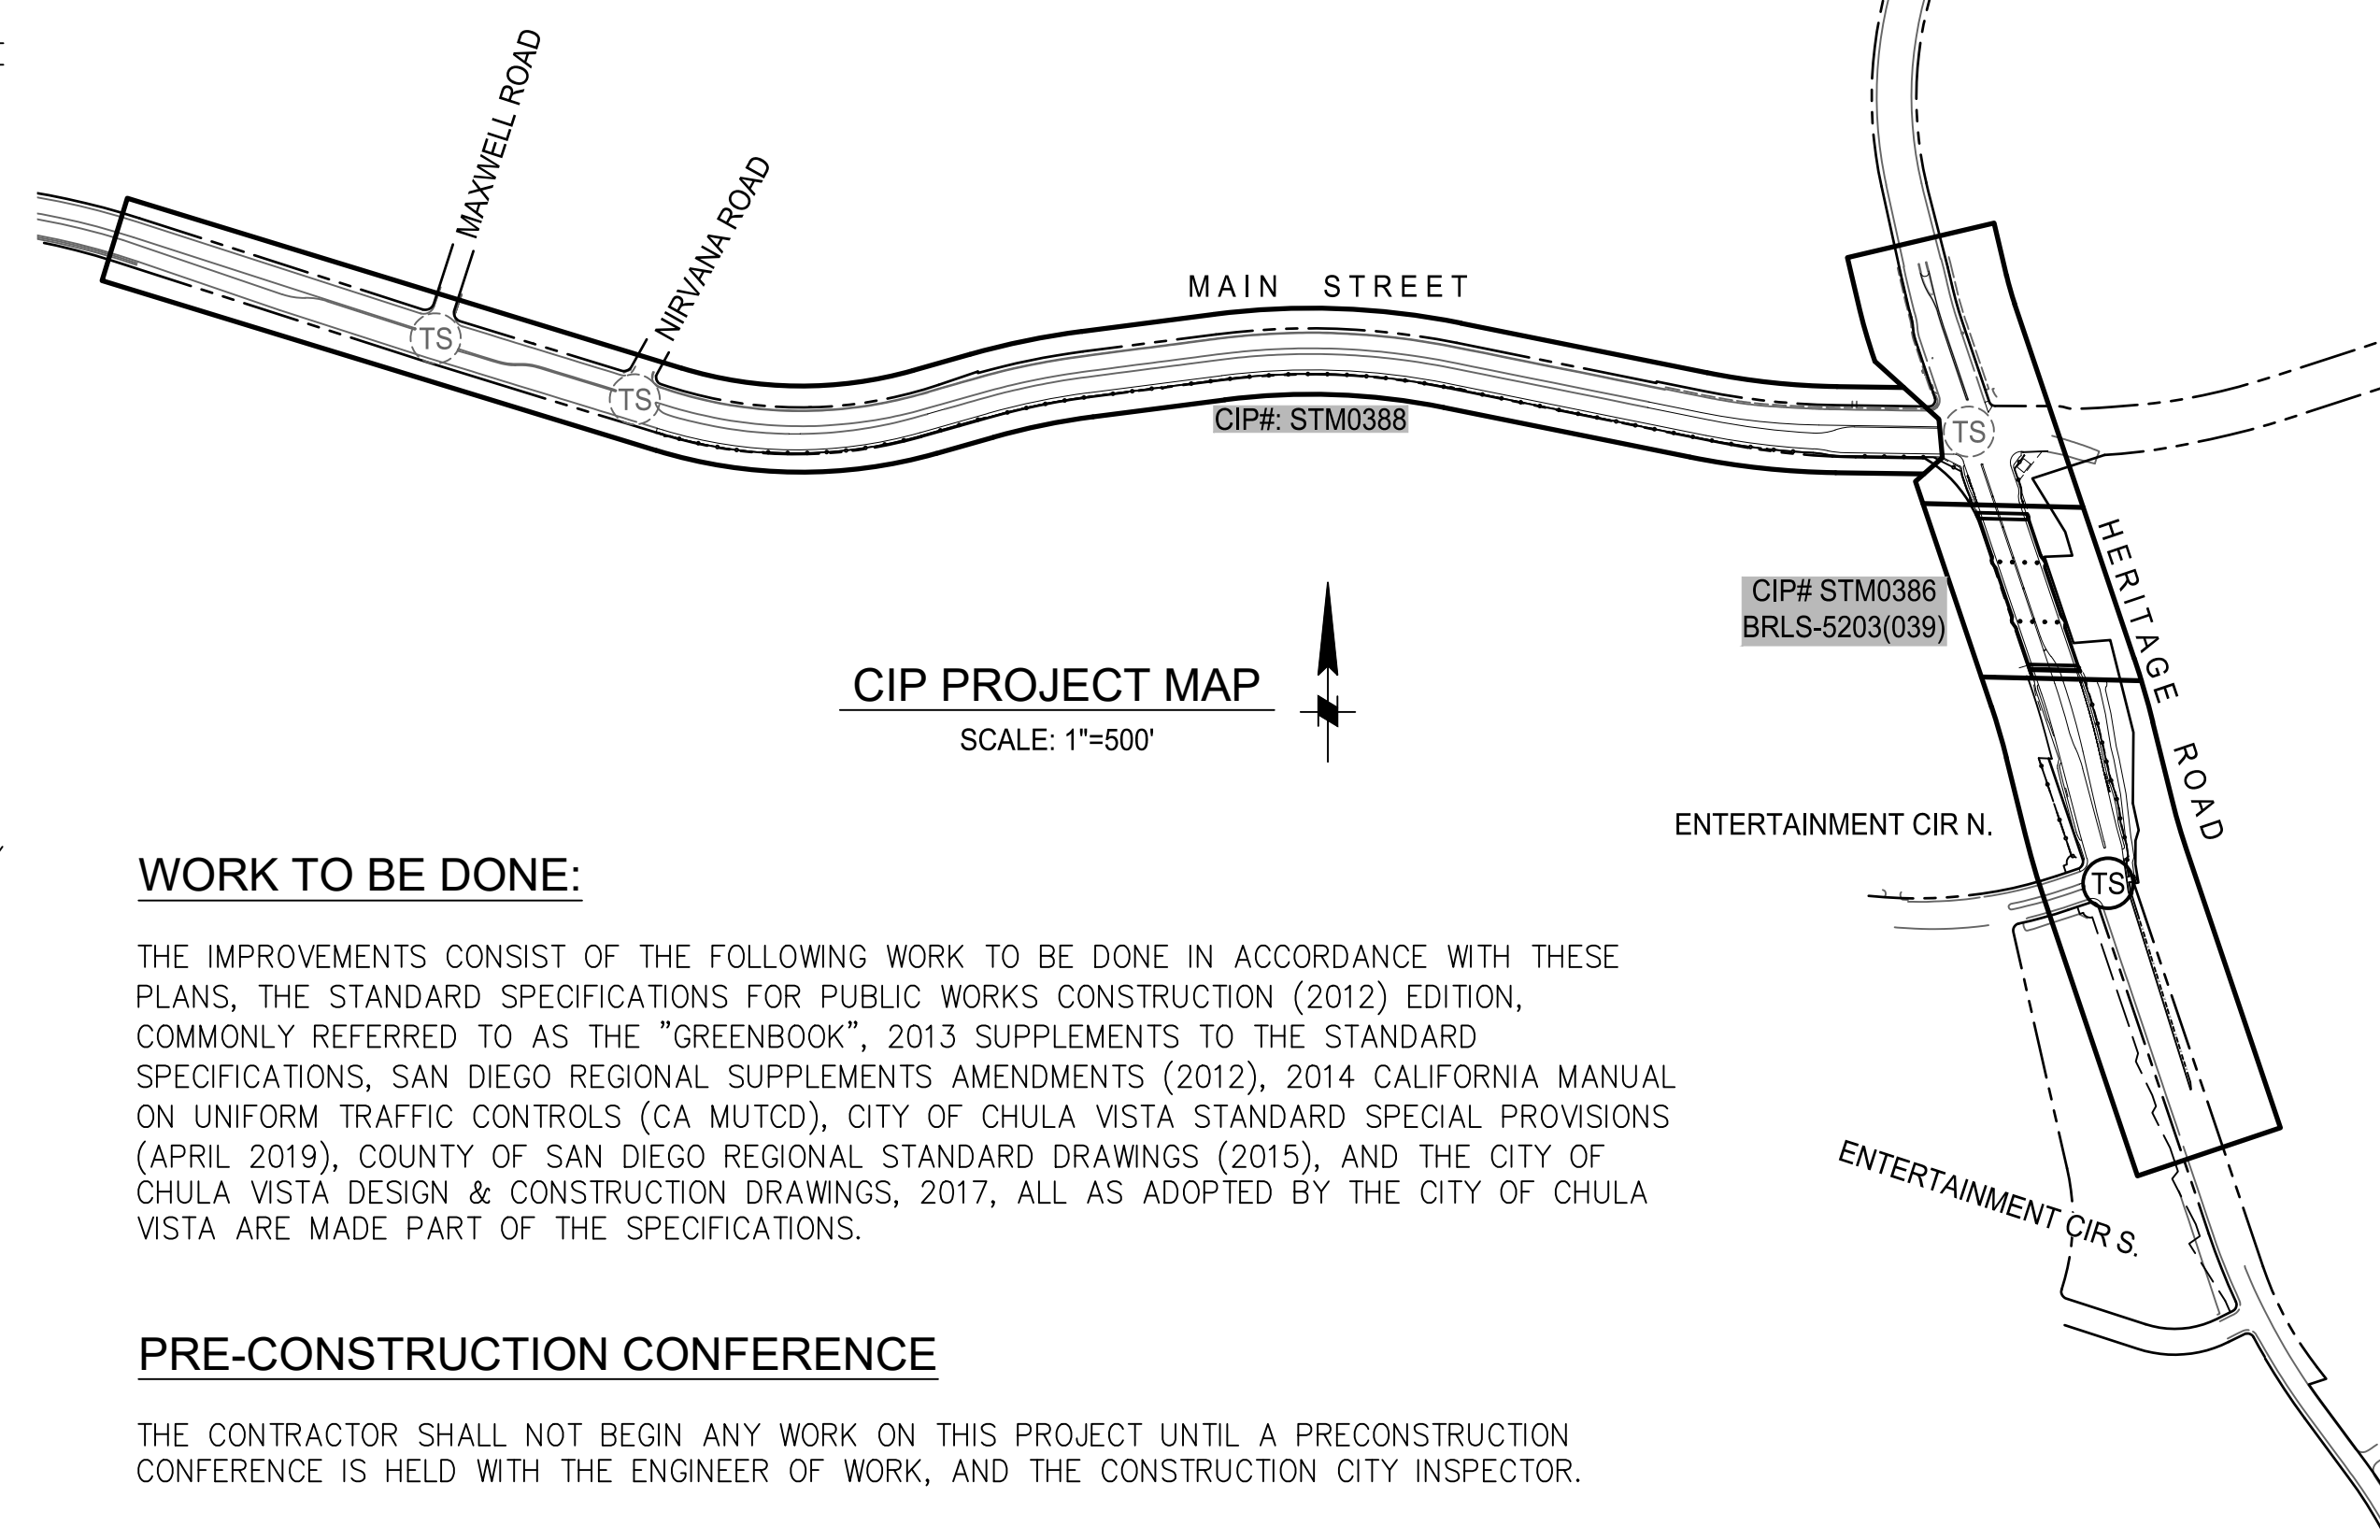 MAXWELL ROAD
NIRVANA ROAD
MAIN STREET
TS
TS
TS
CIP#: STM0388
CIP# STM0386
BRLS-5203(039)
HERITAGE ROAD
CIP PROJECT MAP
SCALE: 1"=500'
ENTERTAINMENT CIR N.
TS
ENTERTAINMENT CIR S.
WORK TO BE DONE:
THE IMPROVEMENTS CONSIST OF THE FOLLOWING WORK TO BE DONE IN ACCORDANCE WITH THESE
PLANS, THE STANDARD SPECIFICATIONS FOR PUBLIC WORKS CONSTRUCTION (2012) EDITION,
COMMONLY REFERRED TO AS THE "GREENBOOK", 2013 SUPPLEMENTS TO THE STANDARD
SPECIFICATIONS, SAN DIEGO REGIONAL SUPPLEMENTS AMENDMENTS (2012), 2014 CALIFORNIA MANUAL
ON UNIFORM TRAFFIC CONTROLS (CA MUTCD), CITY OF CHULA VISTA STANDARD SPECIAL PROVISIONS
(APRIL 2019), COUNTY OF SAN DIEGO REGIONAL STANDARD DRAWINGS (2015), AND THE CITY OF
CHULA VISTA DESIGN & CONSTRUCTION DRAWINGS, 2017, ALL AS ADOPTED BY THE CITY OF CHULA
VISTA ARE MADE PART OF THE SPECIFICATIONS.
PRE-CONSTRUCTION CONFERENCE
THE CONTRACTOR SHALL NOT BEGIN ANY WORK ON THIS PROJECT UNTIL A PRECONSTRUCTION
CONFERENCE IS HELD WITH THE ENGINEER OF WORK, AND THE CONSTRUCTION CITY INSPECTOR.